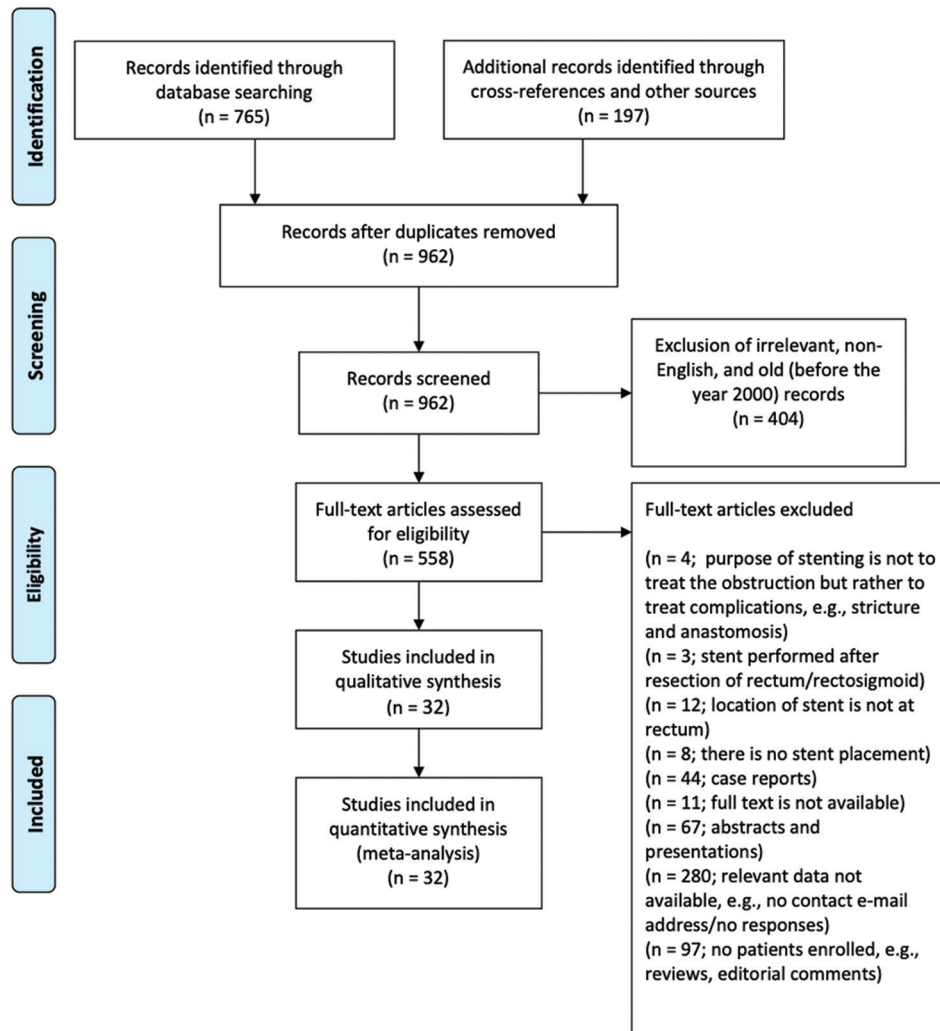 Identification
Records identified through
database searching
(n = 765)
Additional records identified through
cross-references and other sources
(n = 197)
Records after duplicates removed
(n = 962)
Screening
Records screened
(n = 962)
Exclusion of irrelevant, non-
English, and old (before the
year 2000) records
(n = 404)
Eligibility
Full-text articles assessed
for eligibility
(n = 558)
Full-text articles excluded
(n = 4;  purpose of stenting is not to
treat the obstruction but rather to
treat complications, e.g., stricture
and anastomosis)
(n = 3; stent performed after
resection of rectum/rectosigmoid)
(n = 12; location of stent is not at
rectum)
(n = 8; there is no stent placement)
(n = 44; case reports)
(n = 11; full text is not available)
(n = 67; abstracts and
presentations)
(n = 280; relevant data not
available, e.g., no contact e-mail
address/no responses)
(n = 97; no patients enrolled, e.g.,
reviews, editorial comments)
Studies included in
qualitative synthesis
(n = 32)
Included
Studies included in
quantitative synthesis
(meta-analysis)
(n = 32)